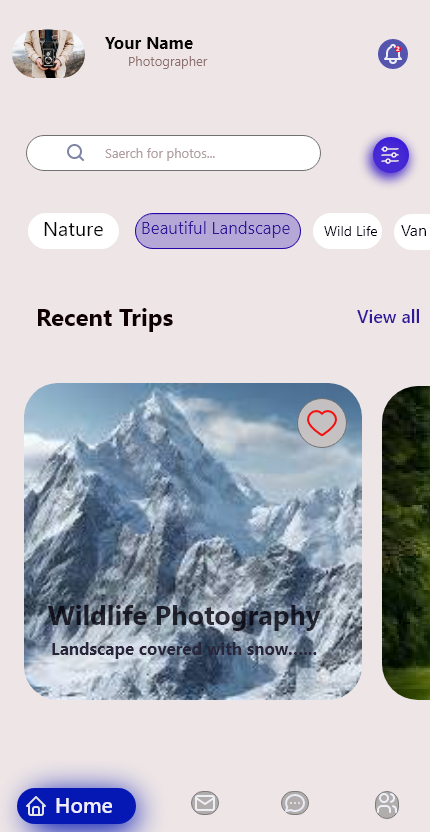 Your Name
Photographer
2
Saerch for photos...
Nature Beautiful Landscape Wild Life Van
Recent Trips View all
Wildlife Photography
Landscape covered with snow......
Home